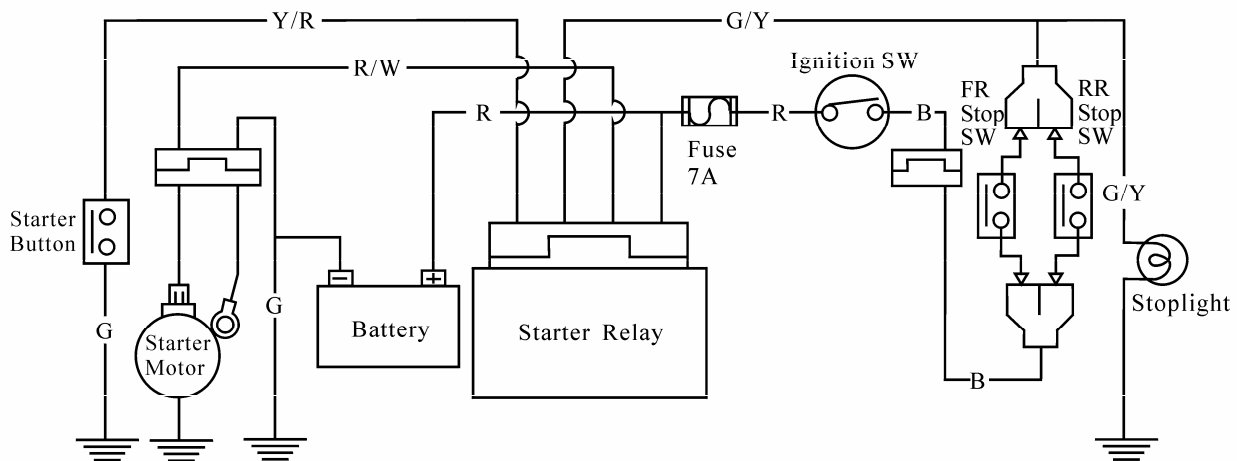 Y/R
G/Y
R/W
Ignition SW
R
R
B
Fuse
7A
FR
Stop
SW
RR
Stop
SW
G/Y
Starter
Button
G
Starter
Motor
G
−
+
Battery
Starter Relay
Stoplight
B